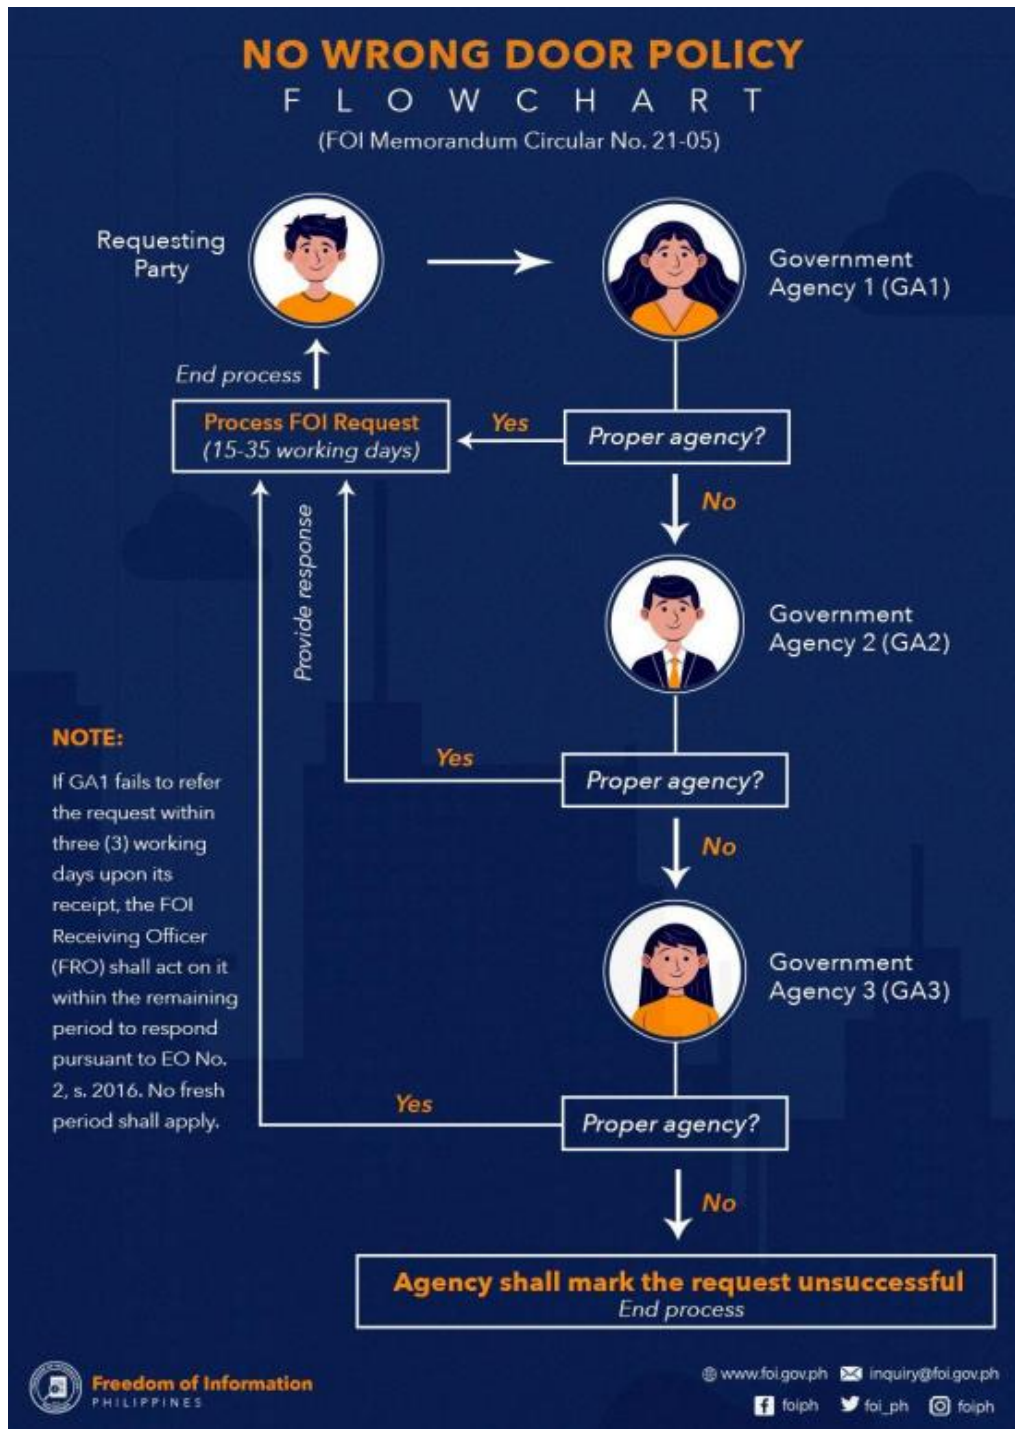 NO WRONG DOOR POLICY
FLOWCHART
(FOI Memorandum Circular No. 21-05)
Requesting
Party
Government
Agency 1 (GA1)
End process
Process FOI Request
(15-35 working days)
Yes
Proper agency?
No
Provide response
Government
Agency 2 (GA2)
Yes
Proper agency?
No
NOTE:
If GA1 fails to refer
the request within
three (3) working
days upon its
receipt, the FOI
Receiving Officer
(FRO) shall act on it
within the remaining
period to respond
pursuant to EO No.
2, s. 2016. No fresh
period shall apply.
Government
Agency 3 (GA3)
Yes
Proper agency?
No
Agency shall mark the request unsuccessful
End process
Freedom of Information
PHILIPPINES
www.foi.gov.ph inquiry@foi.gov.ph
foiph foi_ph foiph